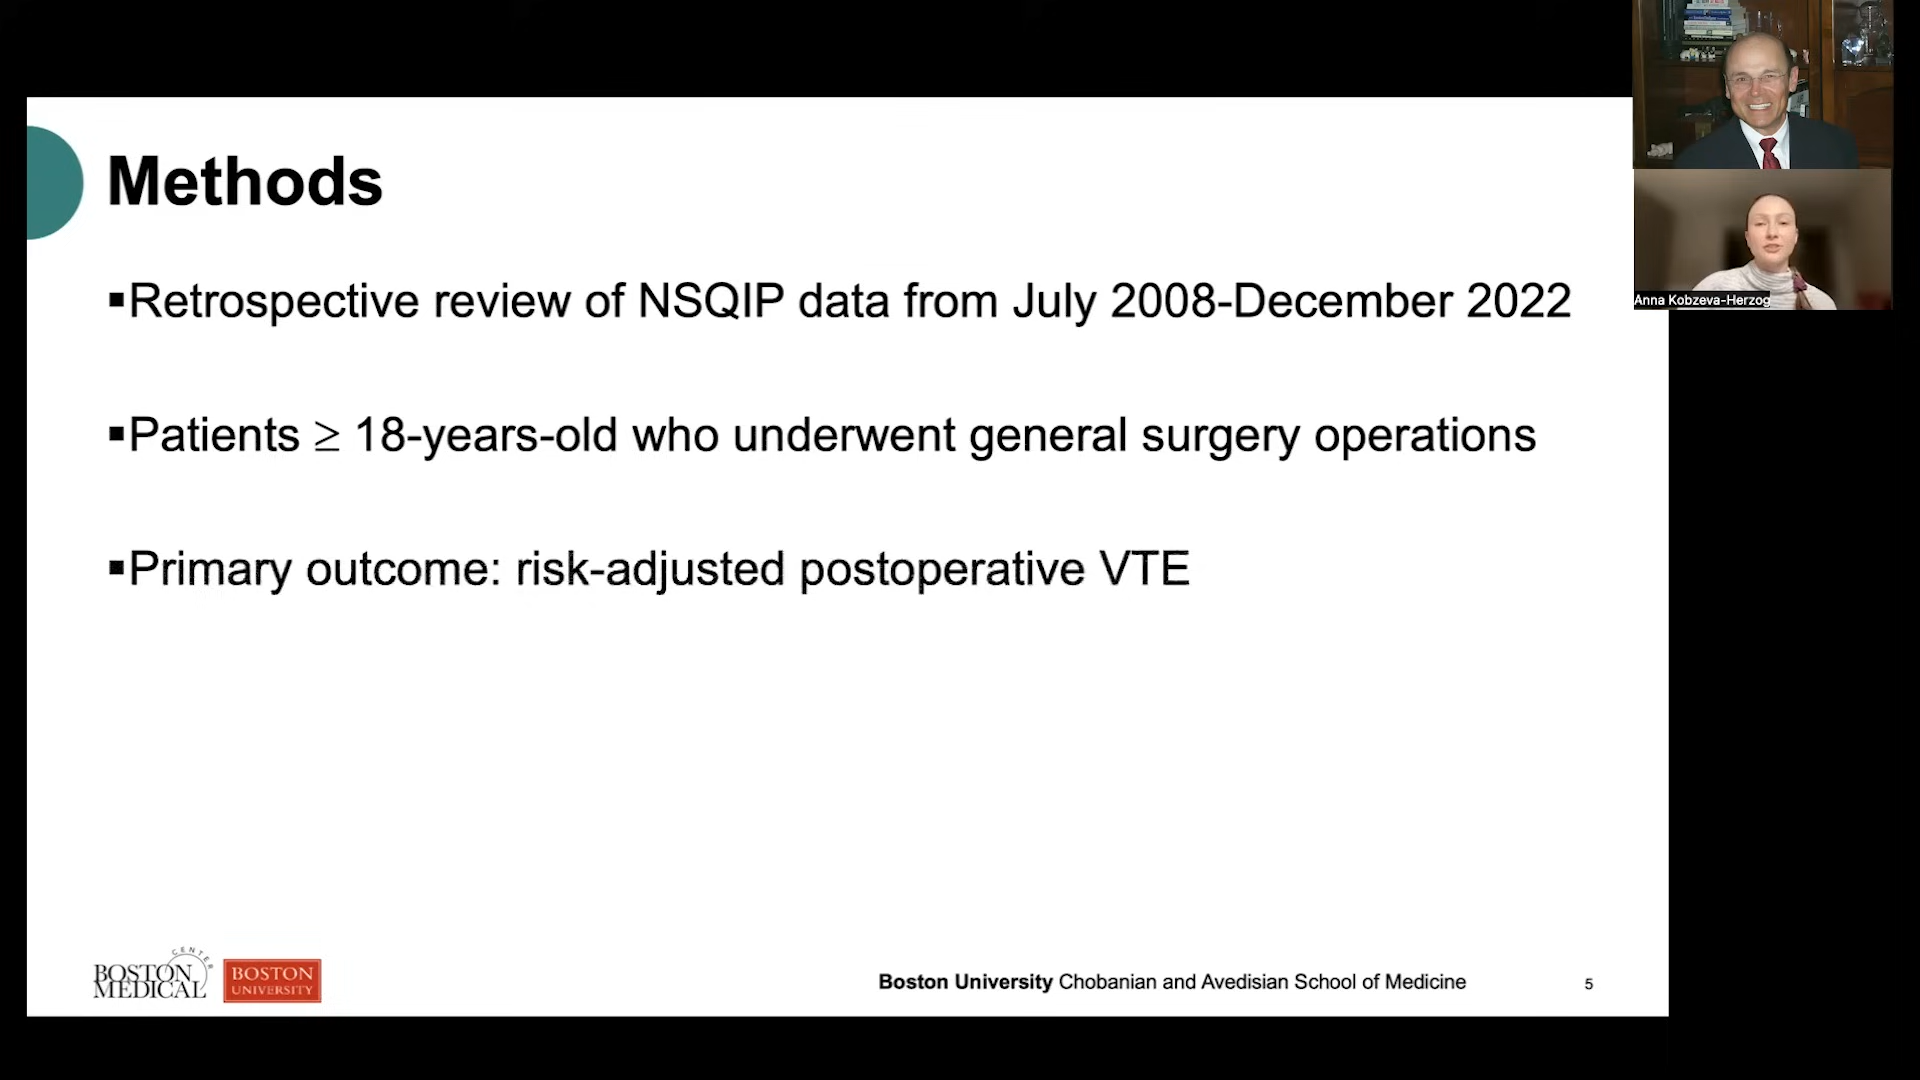 Methods
▪Retrospective review of NSQIP data from July 2008-December 2022
▪Patients ≥ 18-years-old who underwent general surgery operations
▪Primary outcome: risk-adjusted postoperative VTE
Anna Kobzeva-Herzog
CENTER
BOSTON
MEDICAL
BOSTON
UNIVERSITY
Boston University Chobanian and Avedisian School of Medicine
5